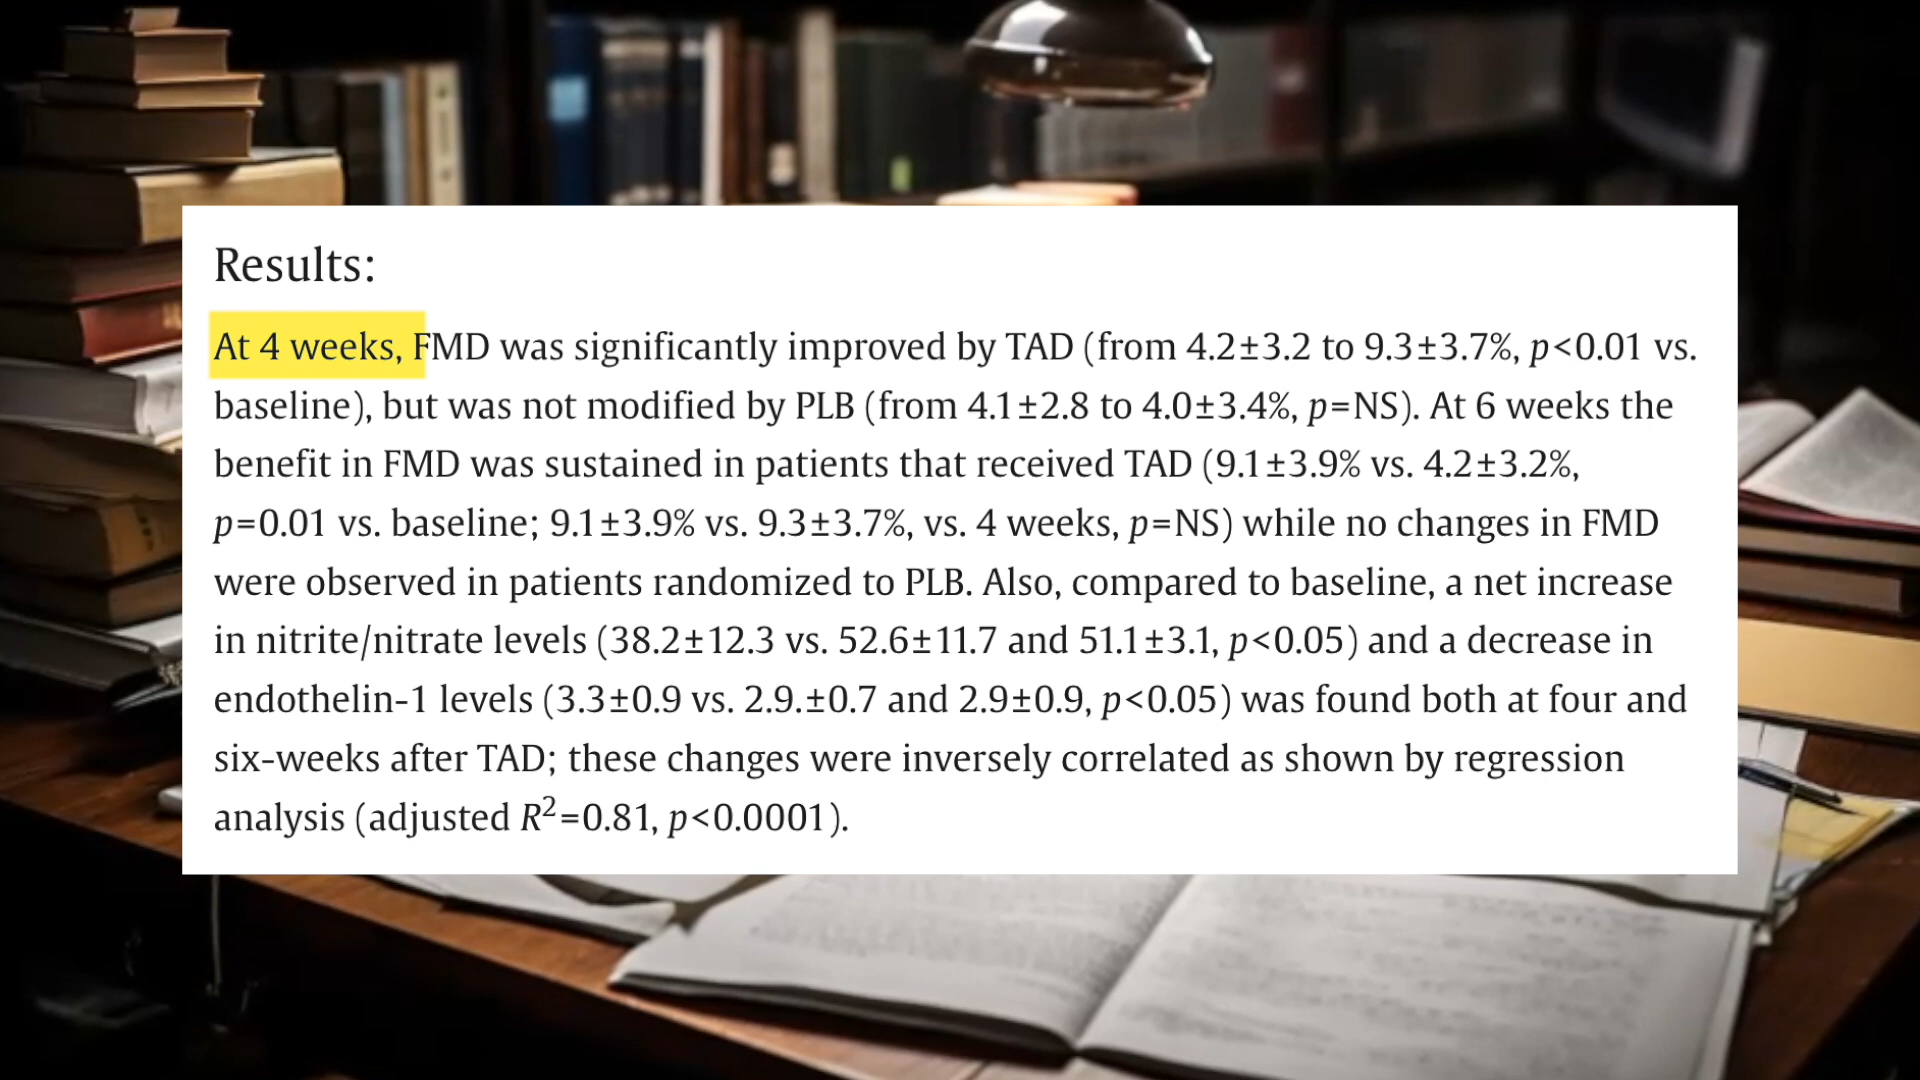 Results:
At 4 weeks, FMD was significantly improved by TAD (from 4.2±3.2 to 9.3±3.7%, p<0.01 vs.
baseline), but was not modified by PLB (from 4.1±2.8 to 4.0±3.4%, p=NS). At 6 weeks the
benefit in FMD was sustained in patients that received TAD (9.1±3.9% vs. 4.2±3.2%,
p=0.01 vs. baseline; 9.1±3.9% vs. 9.3±3.7%, vs. 4 weeks, p=NS) while no changes in FMD
were observed in patients randomized to PLB. Also, compared to baseline, a net increase
in nitrite/nitrate levels (38.2±12.3 vs. 52.6±11.7 and 51.1±3.1, p<0.05) and a decrease in
endothelin-1 levels (3.3±0.9 vs. 2.9.±0.7 and 2.9±0.9, p<0.05) was found both at four and
six-weeks after TAD; these changes were inversely correlated as shown by regression
analysis (adjusted R²=0.81, p<0.0001).